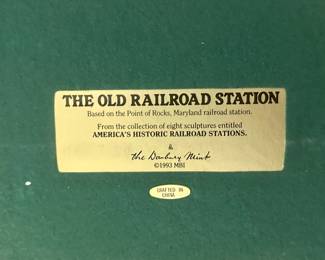 THE OLD RAILROAD STATION
Based on the Point of Rocks, Maryland railroad station.
From the collection of eight sculptures entitled
AMERICA'S HISTORIC RAILROAD STATIONS.
&
the Danbury Mint
©1993 MBI
CRAFTED IN
CHINA